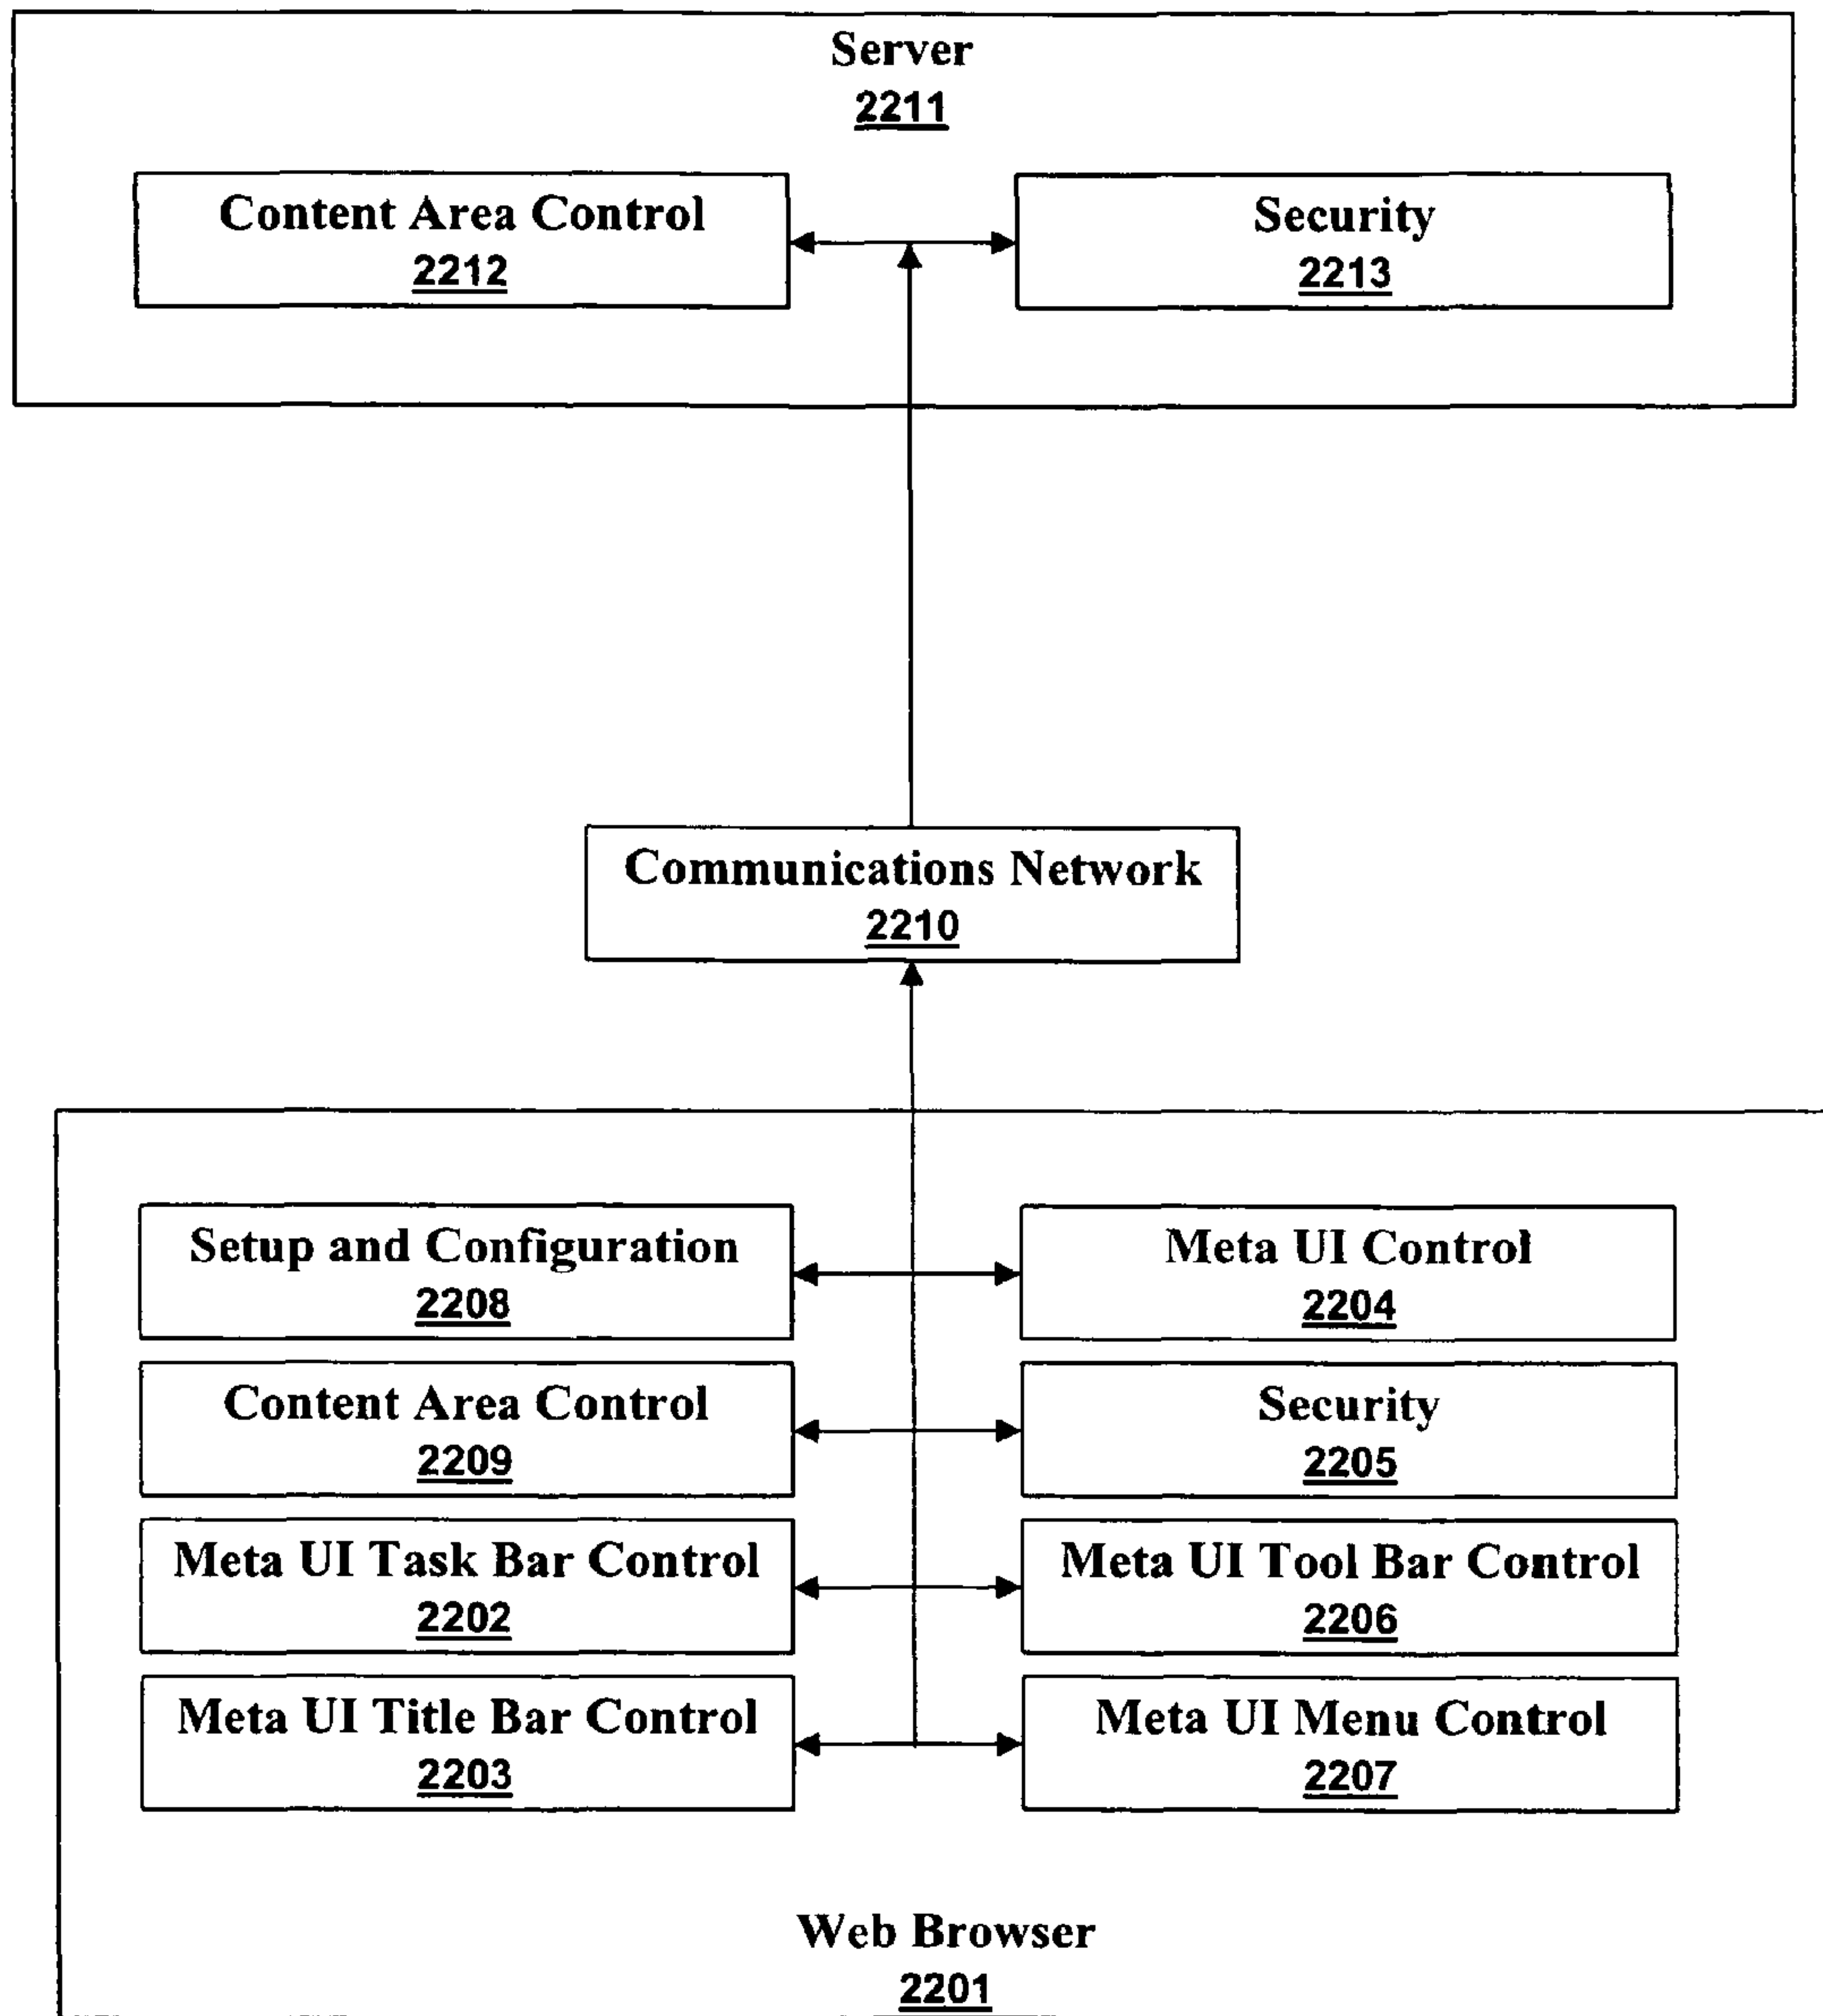 Server
2211
Content Area Control
2212
Security
2213
Communications Network
2210
Setup and Configuration
2208
Meta UI Control
2204
Content Area Control
2209
Security
2205
Meta UI Task Bar Control
2202
Meta UI Tool Bar Control
2206
Meta UI Title Bar Control
2203
Meta UI Menu Control
2207
Web Browser
2201